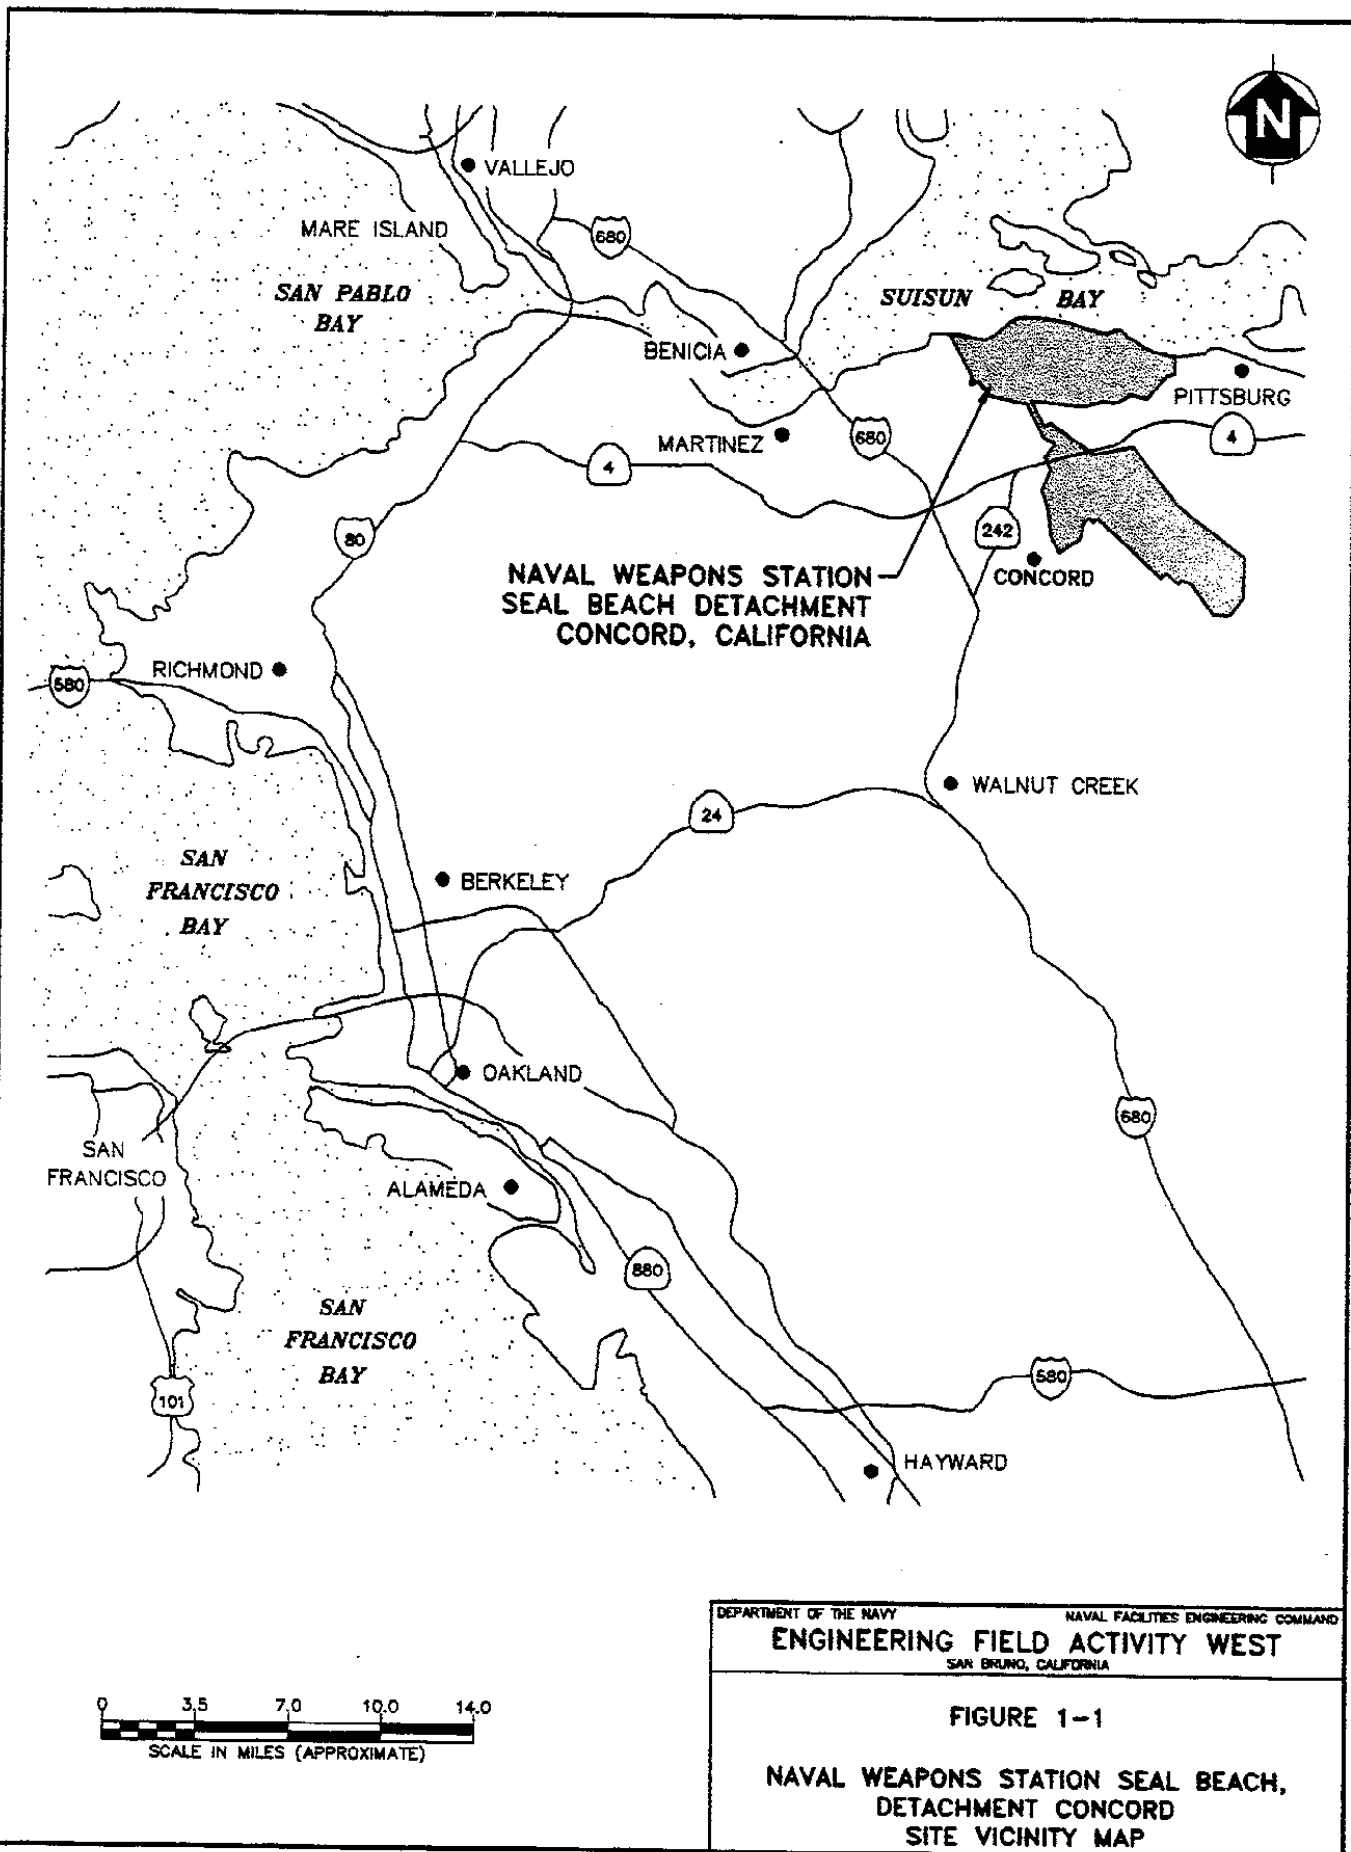 N
VALLEJO
MARE ISLAND
680
SAN PABLO
BAY
SUISUN BAY
BENICIA
PITTSBURG
MARTINEZ
680
4
4
80
242
NAVAL WEAPONS STATION
SEAL BEACH DETACHMENT
CONCORD, CALIFORNIA
CONCORD
RICHMOND
580
WALNUT CREEK
24
SAN
FRANCISCO
BAY
BERKELEY
OAKLAND
680
SAN
FRANCISCO
ALAMEDA
880
SAN
FRANCISCO
BAY
580
101
HAYWARD
DEPARTMENT OF THE NAVY NAVAL FACILITIES ENGINEERING COMMAND
ENGINEERING FIELD ACTIVITY WEST
SAN BRUNO, CALIFORNIA
0 3.5 7.0 10.0 14.0
SCALE IN MILES (APPROXIMATE)
FIGURE 1-1
NAVAL WEAPONS STATION SEAL BEACH,
DETACHMENT CONCORD
SITE VICINITY MAP